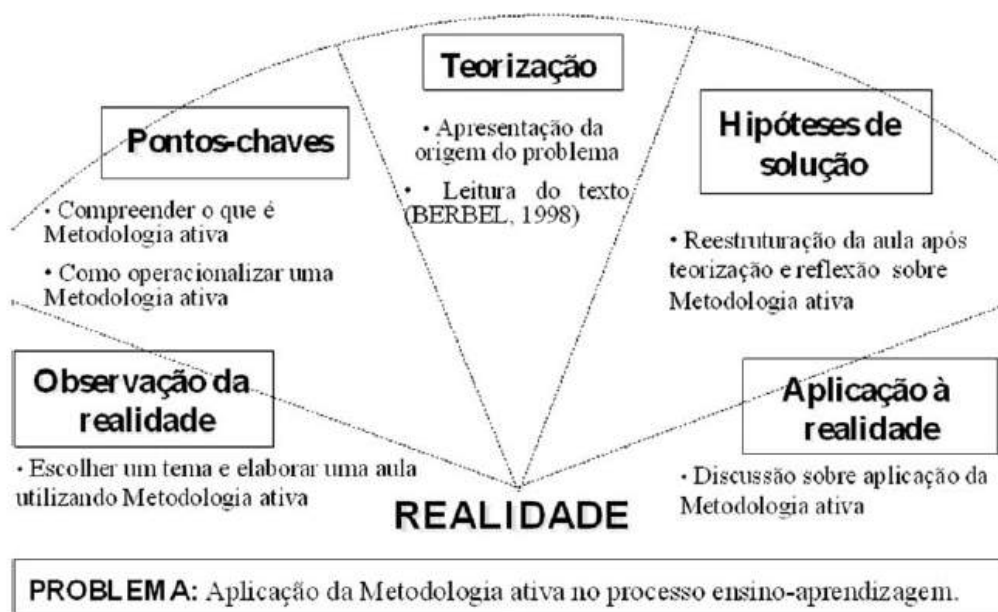 Teorização
• Apresentação da
origem do problema
• Leitura do texto
(BERBEL, 1998)
Pontos-chaves
• Compreender o que é
Metodologia ativa
• Como operacionalizar uma
Metodologia ativa
Hipóteses de
solução
• Reestruturação da aula após
teorização e reflexão sobre
Metodologia ativa
Observação da
realidade
• Escolher um tema e elaborar uma aula
utilizando Metodologia ativa
Aplicação à
realidade
• Discussão sobre aplicação da
Metodologia ativa
REALIDADE
PROBLEMA: Aplicação da Metodologia ativa no processo ensino-aprendizagem.